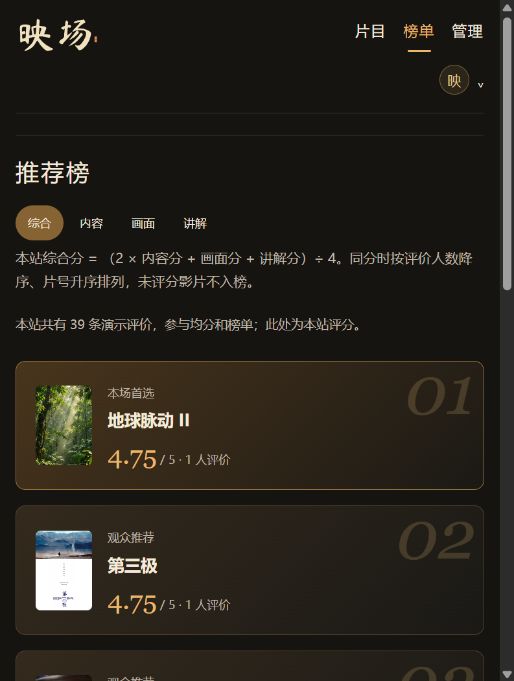 映场
片目 榜单 管理
映 v
推荐榜
综合 内容 画面 讲解
本站综合分 = （2 × 内容分 + 画面分 + 讲解分）÷ 4。同分时按评价人数降
序、片号升序排列，未评分影片不入榜。
本站共有 39 条演示评价，参与均分和榜单；此处为本站评分。
01
本场首选
地球脉动 II
4.75 / 5 · 1 人评价
02
观众推荐
第三极
4.75 / 5 · 1 人评价